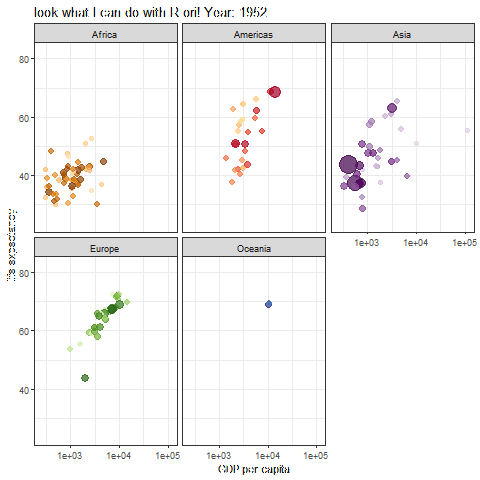 look what I can do with R ori! Year: 1952
Africa
Americas
Asia
80
60
40
1e+03
1e+04
1e+05
Europe
Oceania
80
60
40
1e+03
1e+04
1e+05
1e+03
1e+04
1e+05
life expectancy
GDP per capita